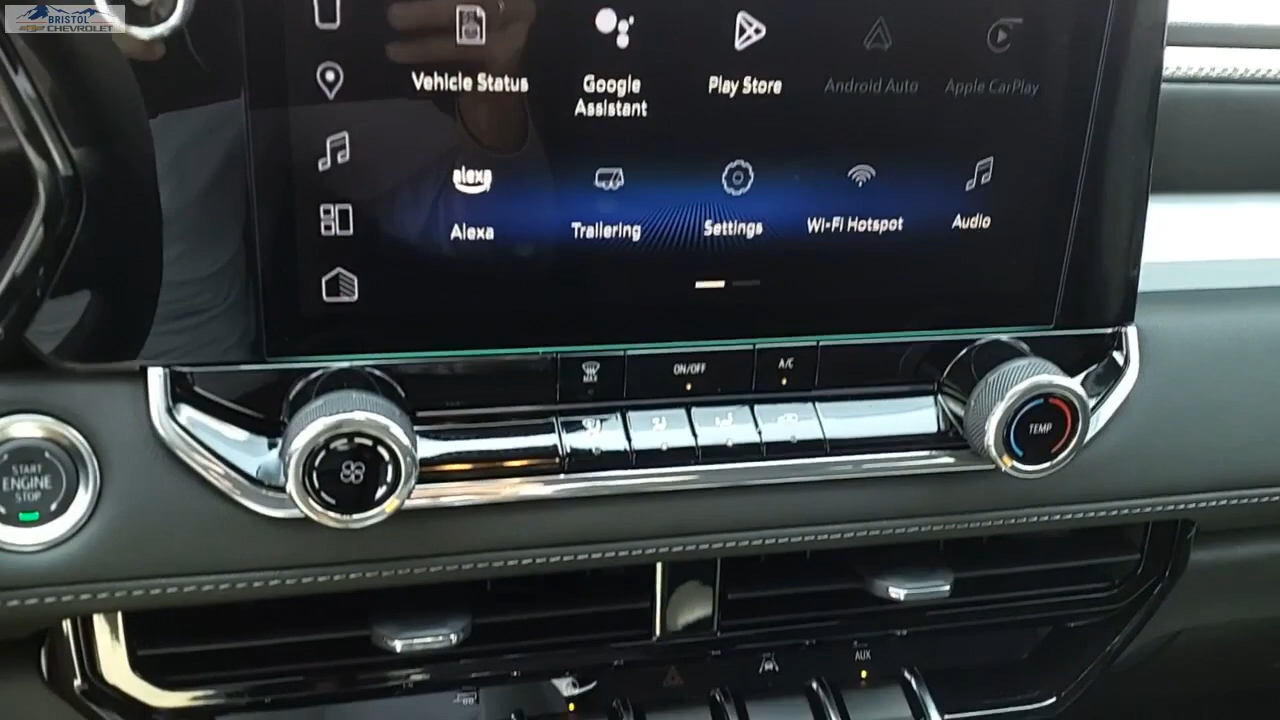 BRISTOL
CHEVROLET
Vehicle Status
Google
Assistant
Play Store
Android Auto
Apple CarPlay
alexa
Alexa
Trailering
Settings
Wi-Fi Hotspot
Audio
MAX
ON/OFF
A/C
TEMP
START
ENGINE
STOP
AUX